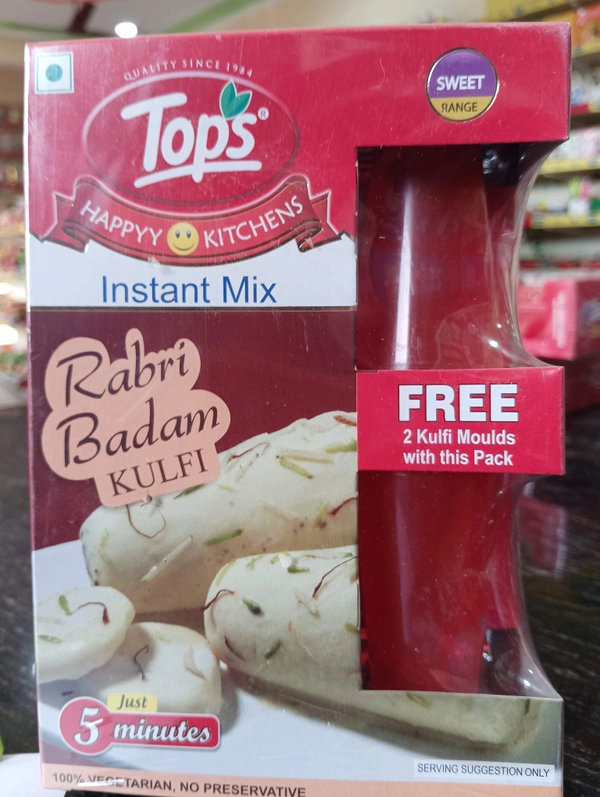 QUALITY SINCE 1984
Tops®
HAPPYY KITCHENS
SWEET
RANGE
Instant Mix
Rabri
Badam
KULFI
FREE
2 Kulfi Moulds
with this Pack
Just
5 minutes
SERVING SUGGESTION ONLY
100% VEGETARIAN, NO PRESERVATIVE